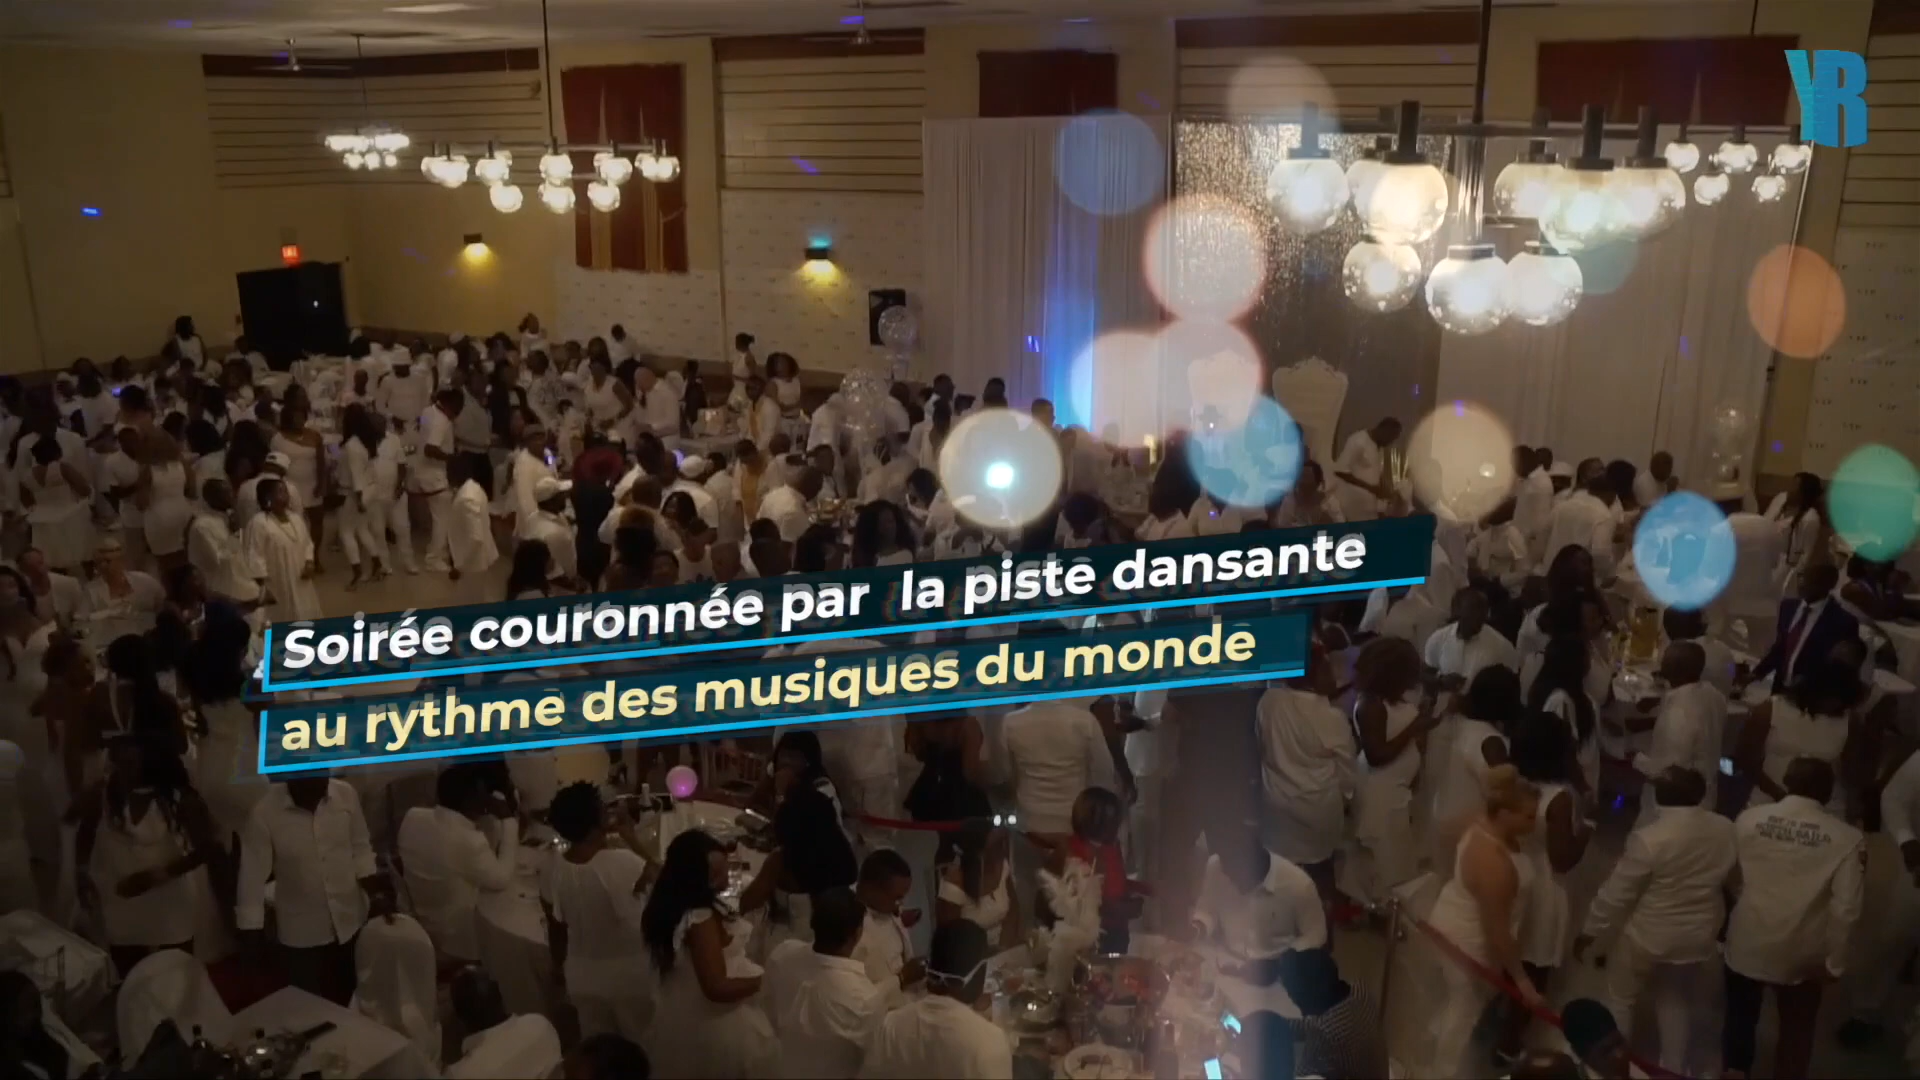 YR
Soirée couronnée par la piste dansante
au rythme des musiques du monde